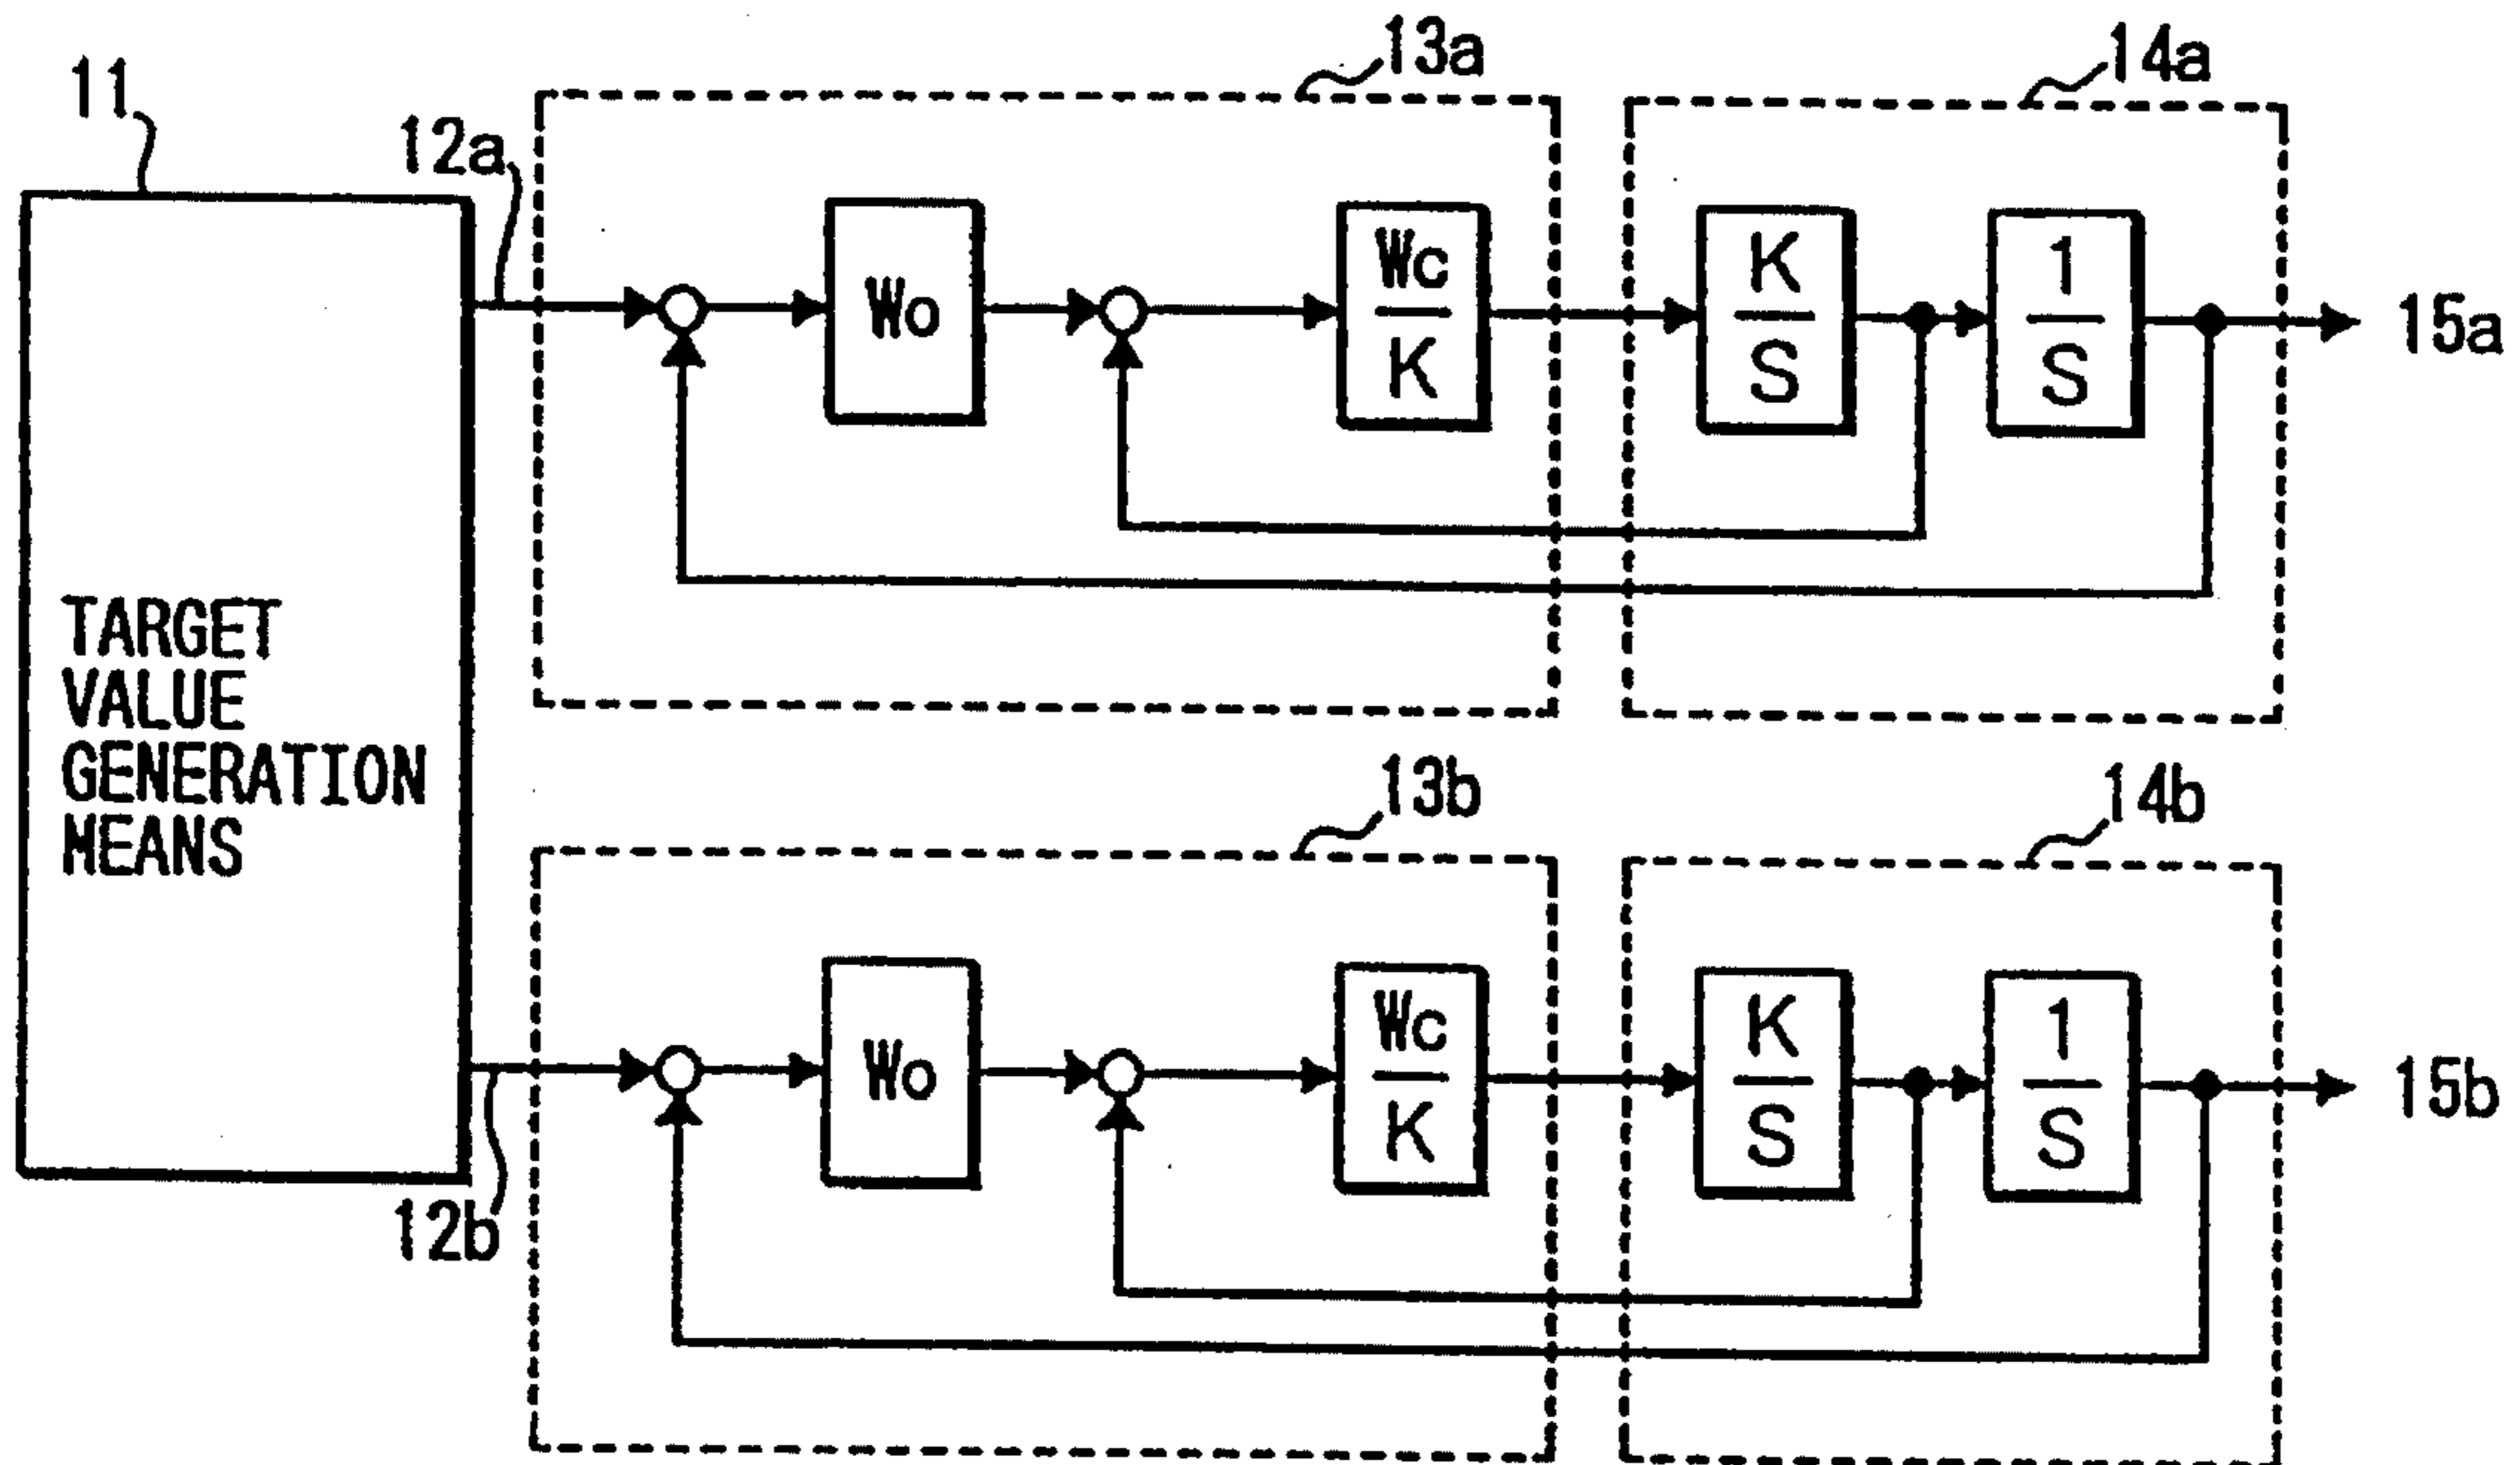 11
12a
13a
14a
Wo
Wc
K
K
S
1
S
15a
TARGET
VALUE
GENERATION
MEANS
13b
14b
Wo
Wc
K
K
S
1
S
15b
12b